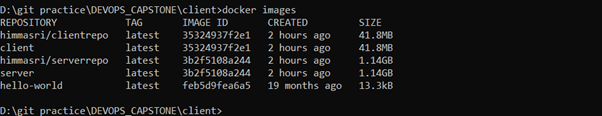 D:\git practice\DEVOPS_CAPSTONE\client>docker images
REPOSITORY TAG IMAGE ID CREATED SIZE
himmasri/clientrepo latest 35324937f2e1 2 hours ago 41.8MB
client latest 35324937f2e1 2 hours ago 41.8MB
himmasri/serverrepo latest 3b2f5108a244 2 hours ago 1.14GB
server latest 3b2f5108a244 2 hours ago 1.14GB
hello-world latest feb5d9fea6a5 19 months ago 13.3kB
D:\git practice\DEVOPS_CAPSTONE\client>